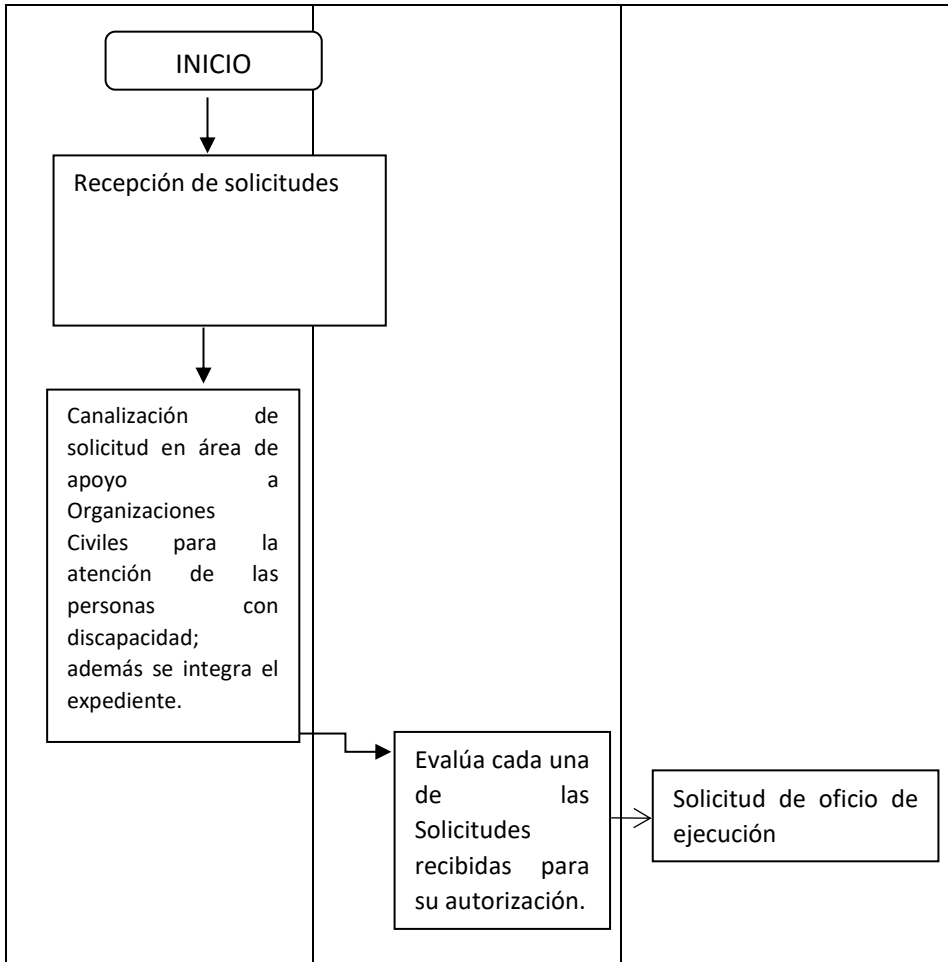 INICIO
Recepción de solicitudes
Canalización de
solicitud en área de
apoyo a
Organizaciones
Civiles para la
atención de las
personas con
discapacidad;
además se integra el
expediente.
Evalúa cada una
de las
Solicitudes
recibidas para
su autorización.
Solicitud de oficio de
ejecución